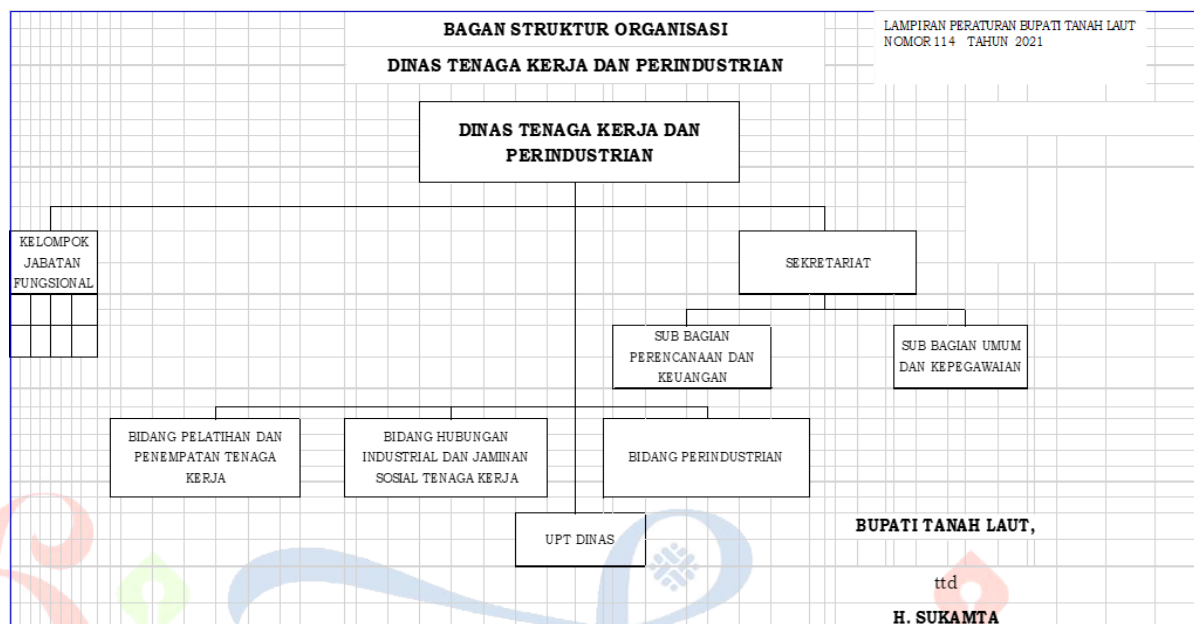 BAGAN STRUKTUR ORGANISASI
DINAS TENAGA KERJA DAN PERINDUSTRIAN
LAMPIRAN PERATURAN BUPATI TANAH LAUT
NOMOR 114 TAHUN 2021
DINAS TENAGA KERJA DAN
PERINDUSTRIAN
KELOMPOK
JABATAN
FUNGSIONAL
SEKRETARIAT
SUB BAGIAN
PERENCANAAN DAN
KEUANGAN
SUB BAGIAN UMUM
DAN KEPEGAWAIAN
BIDANG PELATIHAN DAN
PENEMPATAN TENAGA
KERJA
BIDANG HUBUNGAN
INDUSTRIAL DAN JAMINAN
SOSIAL TENAGA KERJA
BIDANG PERINDUSTRIAN
UPT DINAS
BUPATI TANAH LAUT,
ttd
H. SUKAMTA